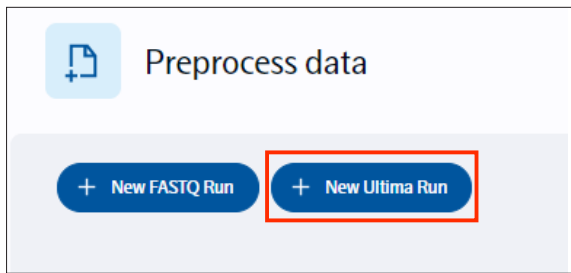 Preprocess data
+ New FASTQ Run
+ New Ultima Run